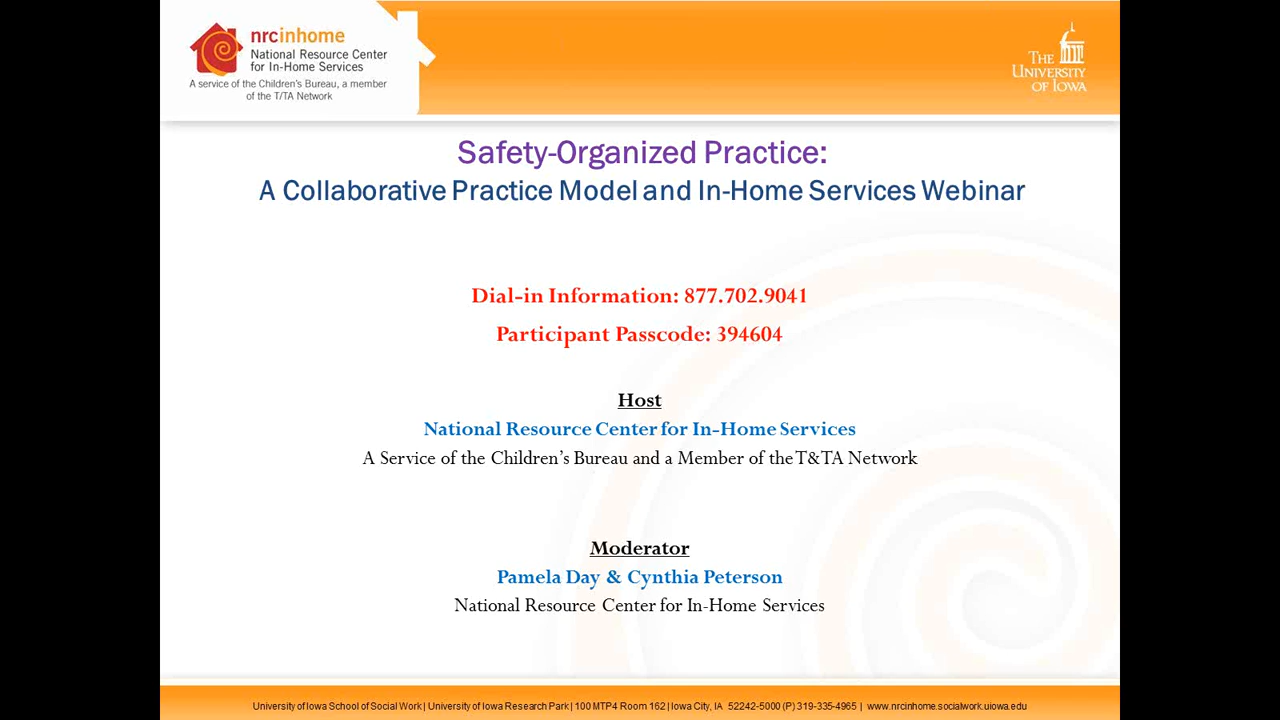 nrcinhome
National Resource Center
for In-Home Services
A service of the Children's Bureau, a member
of the T/TA Network
THE
UNIVERSITY
OF IOWA
Safety-Organized Practice:
A Collaborative Practice Model and In-Home Services Webinar
Dial-in Information: 877.702.9041
Participant Passcode: 394604
Host
National Resource Center for In-Home Services
A Service of the Children's Bureau and a Member of the T&TA Network
Moderator
Pamela Day & Cynthia Peterson
National Resource Center for In-Home Services
University of Iowa School of Social Work | University of Iowa Research Park | 100 MTP4 Room 162 | Iowa City, IA 52242-5000 (P) 319-335-4965 | www.nrcinhome.socialwork.uiowa.edu